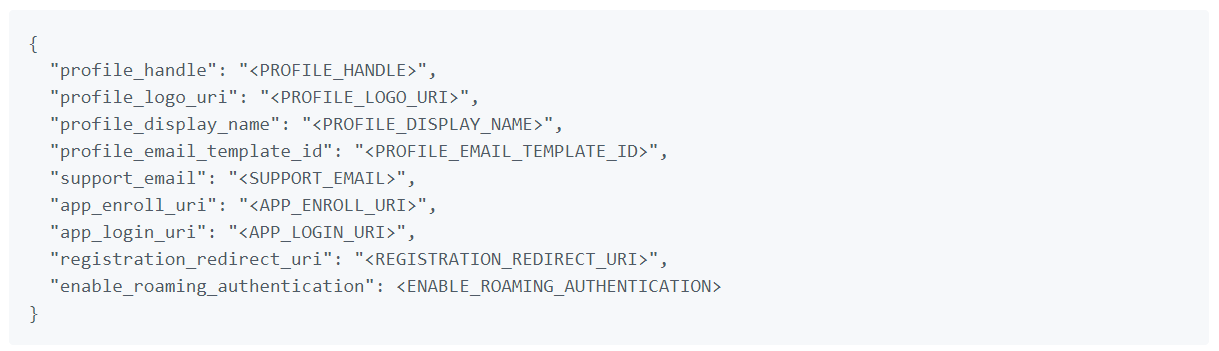 {
"profile_handle": "<PROFILE_HANDLE>",
"profile_logo_uri": "<PROFILE_LOGO_URI>",
"profile_display_name": "<PROFILE_DISPLAY_NAME>",
"profile_email_template_id": "<PROFILE_EMAIL_TEMPLATE_ID>",
"support_email": "<SUPPORT_EMAIL>",
"app_enroll_uri": "<APP_ENROLL_URI>",
"app_login_uri": "<APP_LOGIN_URI>",
"registration_redirect_uri": "<REGISTRATION_REDIRECT_URI>",
"enable_roaming_authentication": <ENABLE_ROAMING_AUTHENTICATION>
}